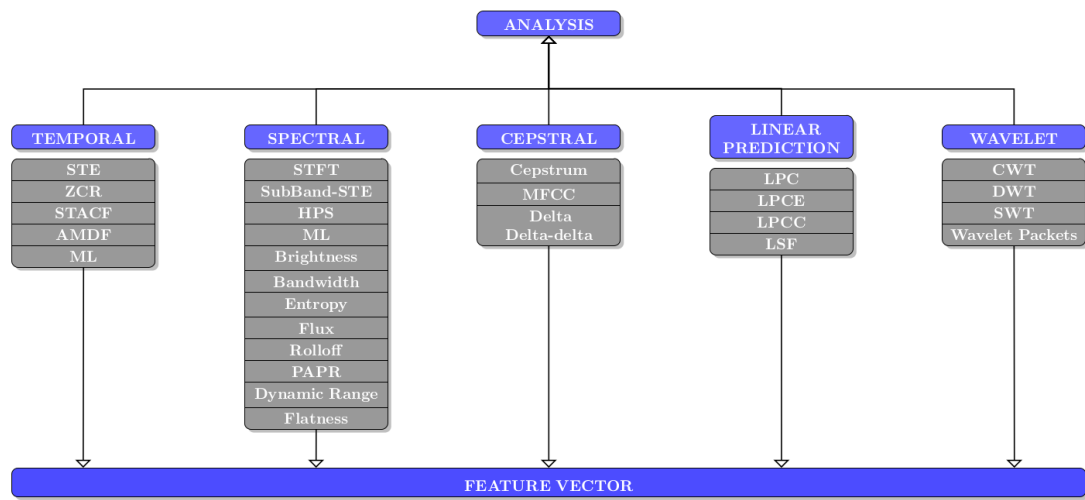 ANALYSIS
TEMPORAL
STE
ZCR
STACF
AMDF
ML
SPECTRAL
STFT
SubBand-STE
HPS
ML
Brightness
Bandwidth
Entropy
Flux
Rolloff
PAPR
Dynamic Range
Flatness
CEPSTRAL
Cepstrum
MFCC
Delta
Delta-delta
LINEAR
PREDICTION
LPC
LPCE
LPCC
LSF
WAVELET
CWT
DWT
SWT
Wavelet Packets
FEATURE VECTOR